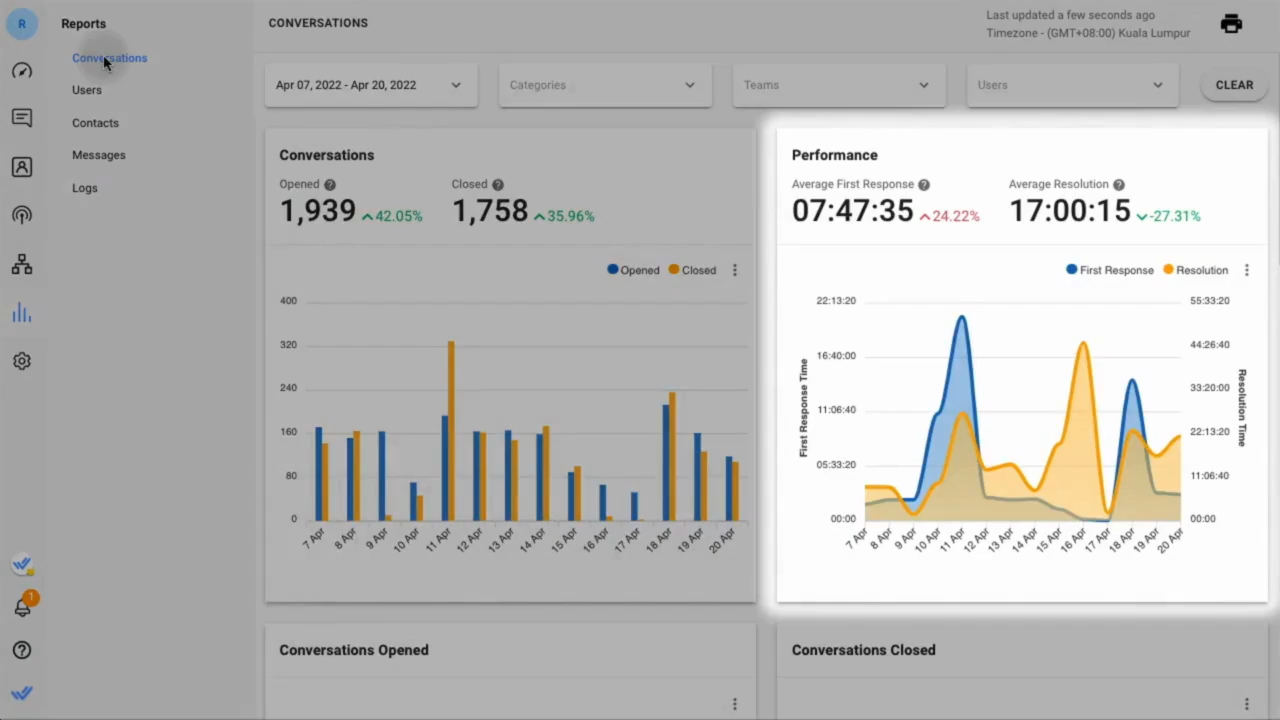 R
Reports
Conversations
Users
Contacts
Messages
Logs
1
CONVERSATIONS
Last updated a few seconds ago
Timezone - (GMT+08:00) Kuala Lumpur
Apr 07, 2022 - Apr 20, 2022
Categories
Teams
Users
CLEAR
Conversations
Opened ?
Closed ?
1,939 42.05%
1,758 35.96%
Opened Closed
400
320
240
160
80
0
7 Apr 8 Apr 9 Apr 10 Apr 11 Apr 12 Apr 13 Apr 14 Apr 15 Apr 16 Apr 17 Apr 18 Apr 19 Apr 20 Apr
Performance
Average First Response ?
Average Resolution ?
07:47:35 24.22%
17:00:15 -27.31%
First Response Resolution
First Response Time
22:13:20
16:40:00
11:06:40
05:33:20
00:00
55:33:20
44:26:40
33:20:00
22:13:20
11:06:40
00:00
Resolution Time
7 Apr 8 Apr 9 Apr 10 Apr 11 Apr 12 Apr 13 Apr 14 Apr 15 Apr 16 Apr 17 Apr 18 Apr 19 Apr 20 Apr
Conversations Opened
Conversations Closed